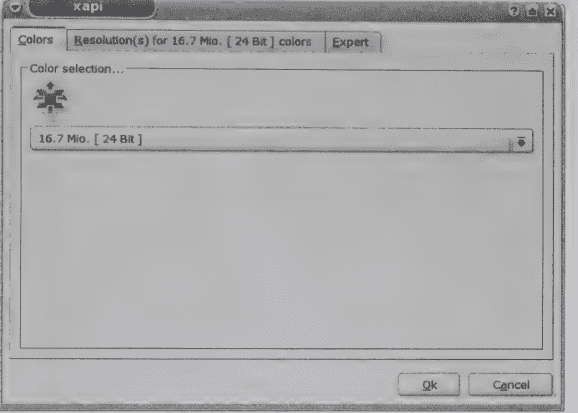 xapi
Colors
Resolution(s) for 16.7 Mio. [ 24 Bit ] colors
Expert
Color selection...
16.7 Mio. [ 24 Bit ]
Ok
Cancel